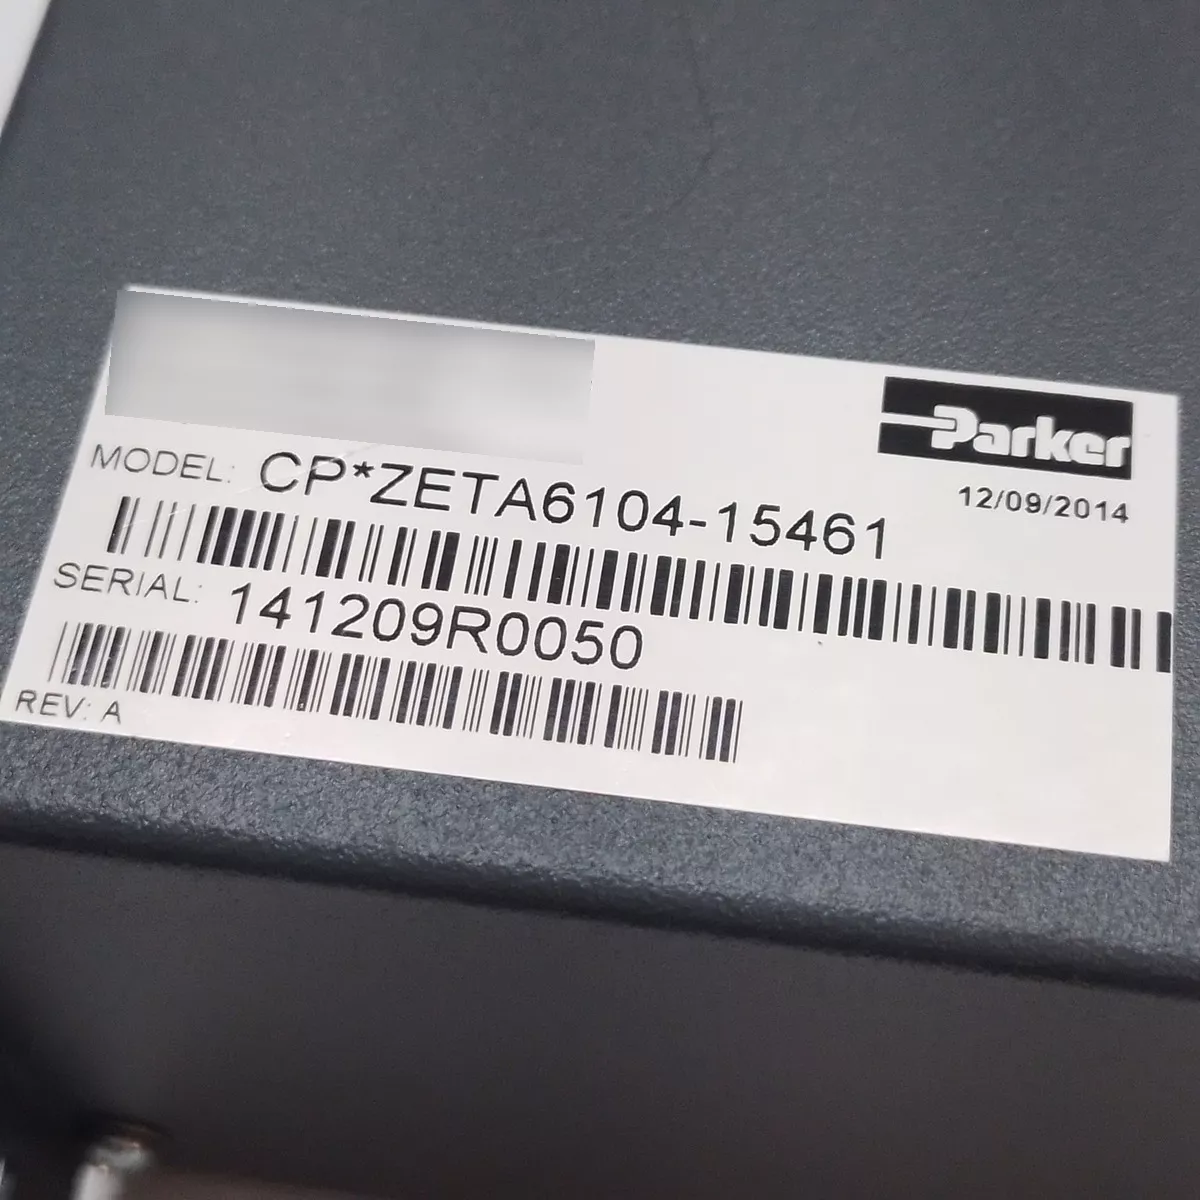 Parker
12/09/2014
MODEL: CP*ZETA6104-15461
SERIAL: 141209R0050
REV: A